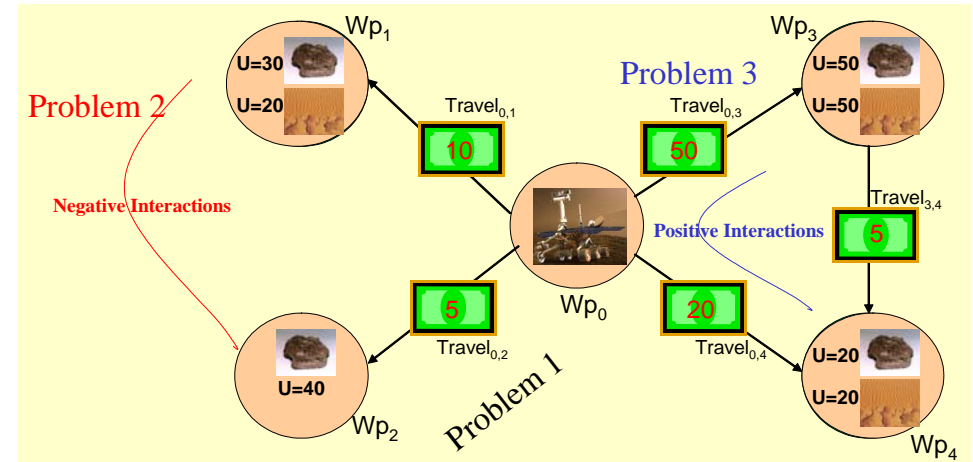 Wp1
U=30
U=20
Problem 2
Negative Interactions
Travel0,1
10
Problem 3
Travel0,3
50
Wp3
U=50
U=50
Travel3,4
5
Positive Interactions
Wp0
5
Travel0,2
20
Travel0,4
Problem 1
U=40
Wp2
U=20
U=20
Wp4